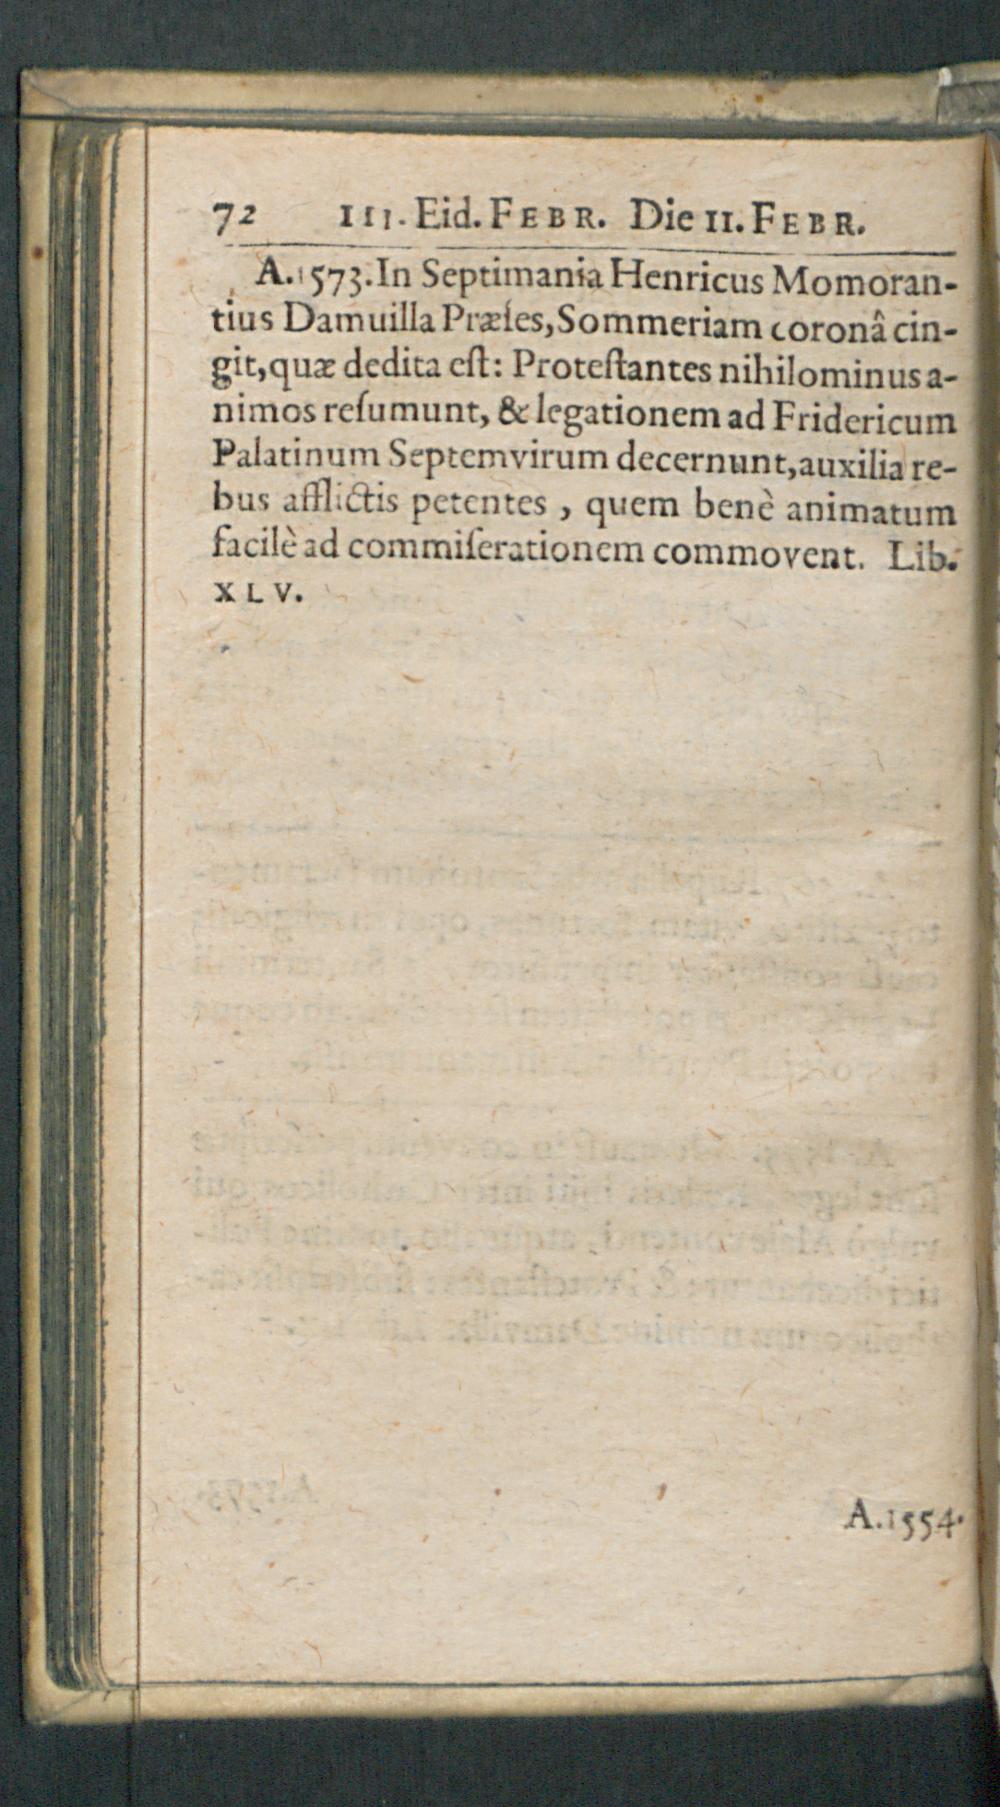 72 III. Eid. FEBR. Die II. FEBR.
A. 1573. In Septimania Henricus Momoran-
tius Damuilla Præſes, Sommeriam coronâ cin-
git, quæ dedita eſt: Proteſtantes nihilominus a-
nimos reſumunt, & legationem ad Fridericum
Palatinum Septemvirum decernunt, auxilia re-
bus afflictis petentes , quem benè animatum
facilè ad commiſerationem commovent. Lib.
XLV.
A. 1554.